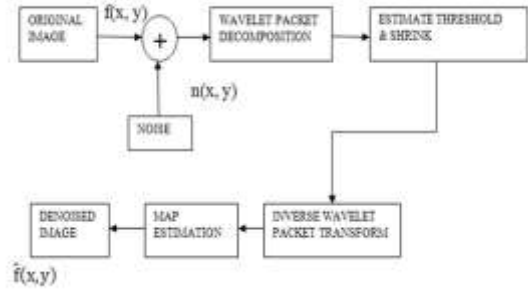 ORIGINAL
IMAGE
f(x, y)
+
WAVELET PACKET
DECOMPOSITION
ESTIMATE THRESHOLD
& SHRINK
n(x, y)
NOISE
DENOISED
IMAGE
MAP
ESTIMATION
INVERSE WAVELET
PACKET TRANSFORM
f̂(x,y)